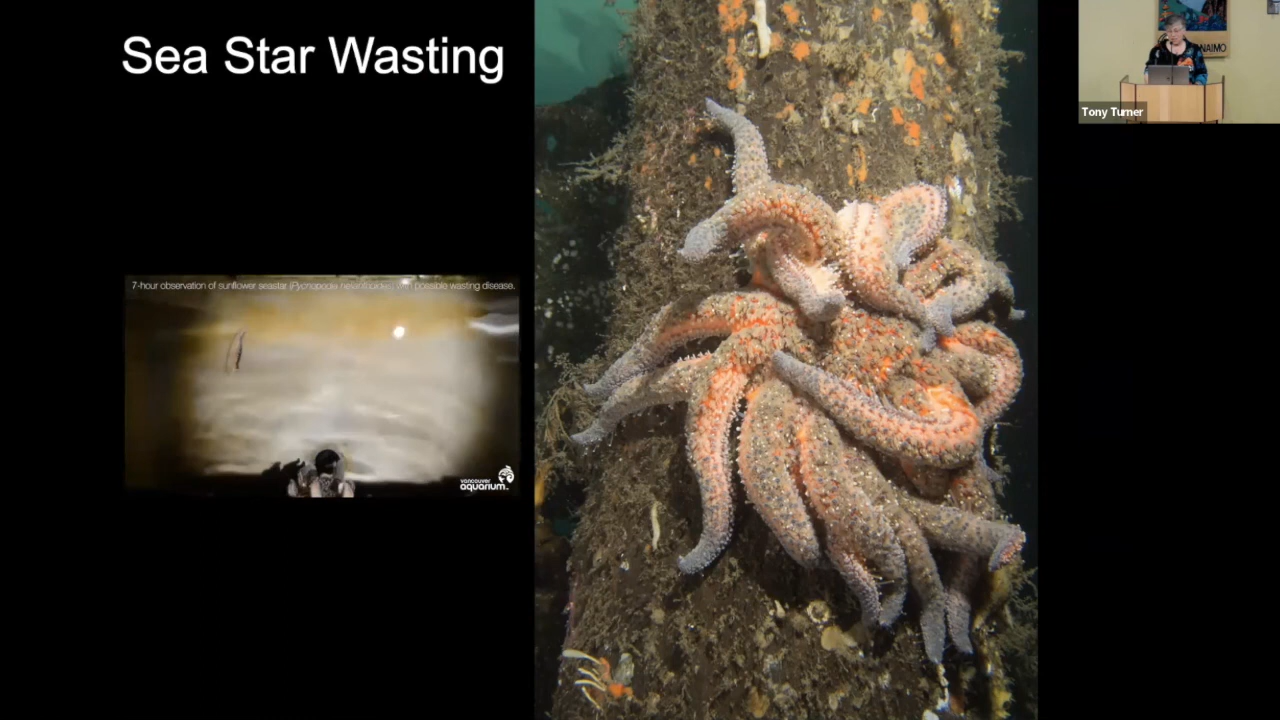 Sea Star Wasting
7-hour observation of sunflower seastar (Pycnopodia helianthoides) with possible wasting disease.
vancouver
aquarium
NAIMO
Tony Turner